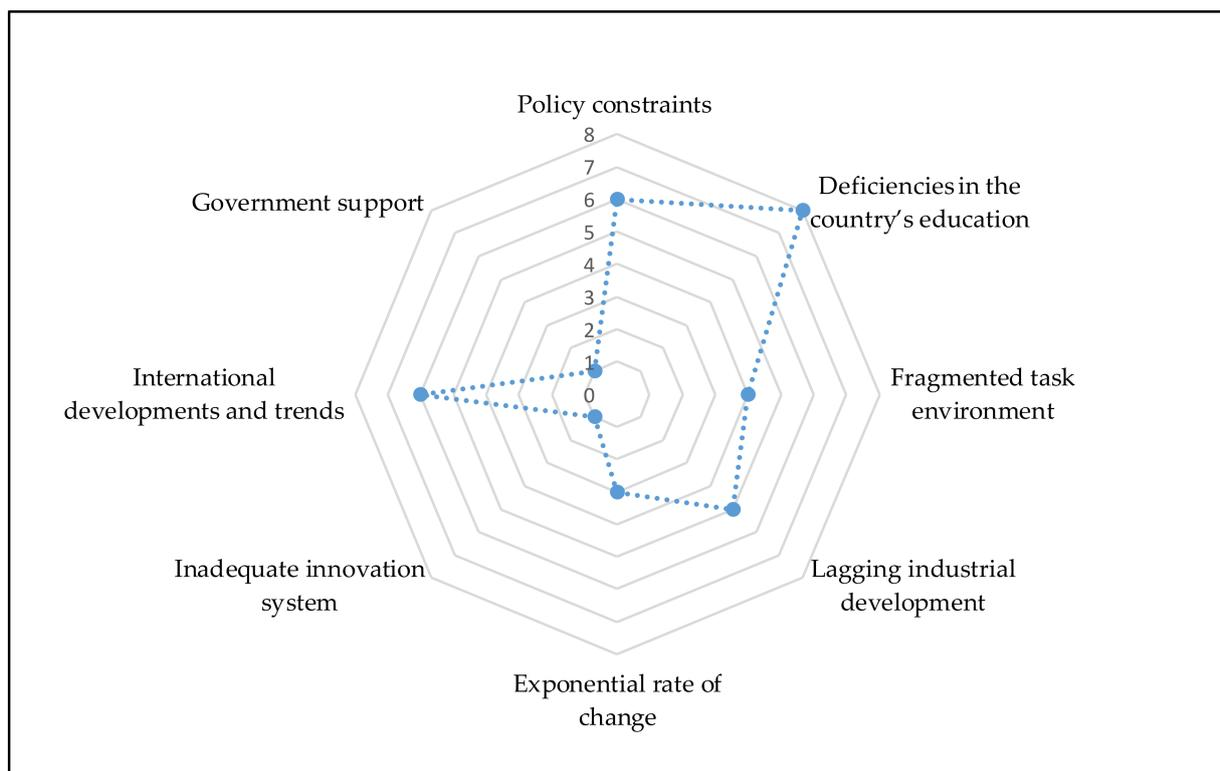 Policy constraints
8
7
6
5
4
3
2
1
0
Government support
Deficiencies in the
country’s education
International
developments and trends
Fragmented task
environment
Inadequate innovation
system
Lagging industrial
development
Exponential rate of
change